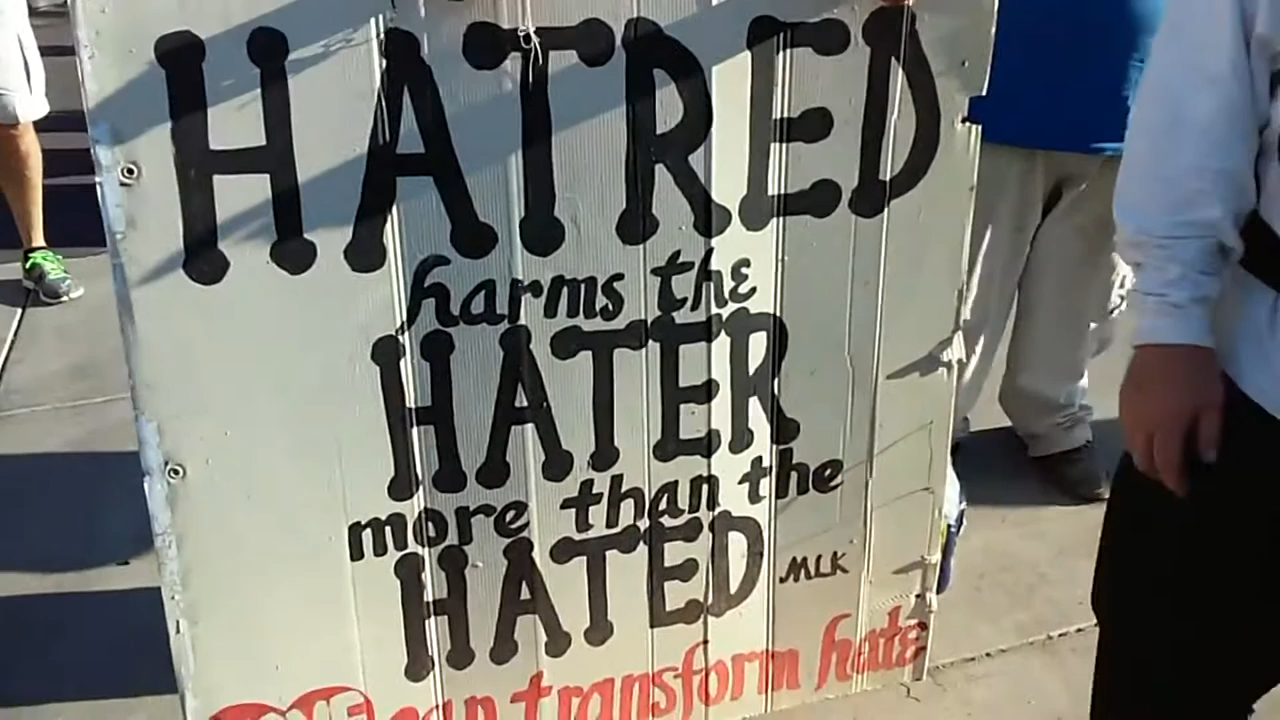 HATRED
harms the
HATER
more than the
HATED MLK
can transform hate